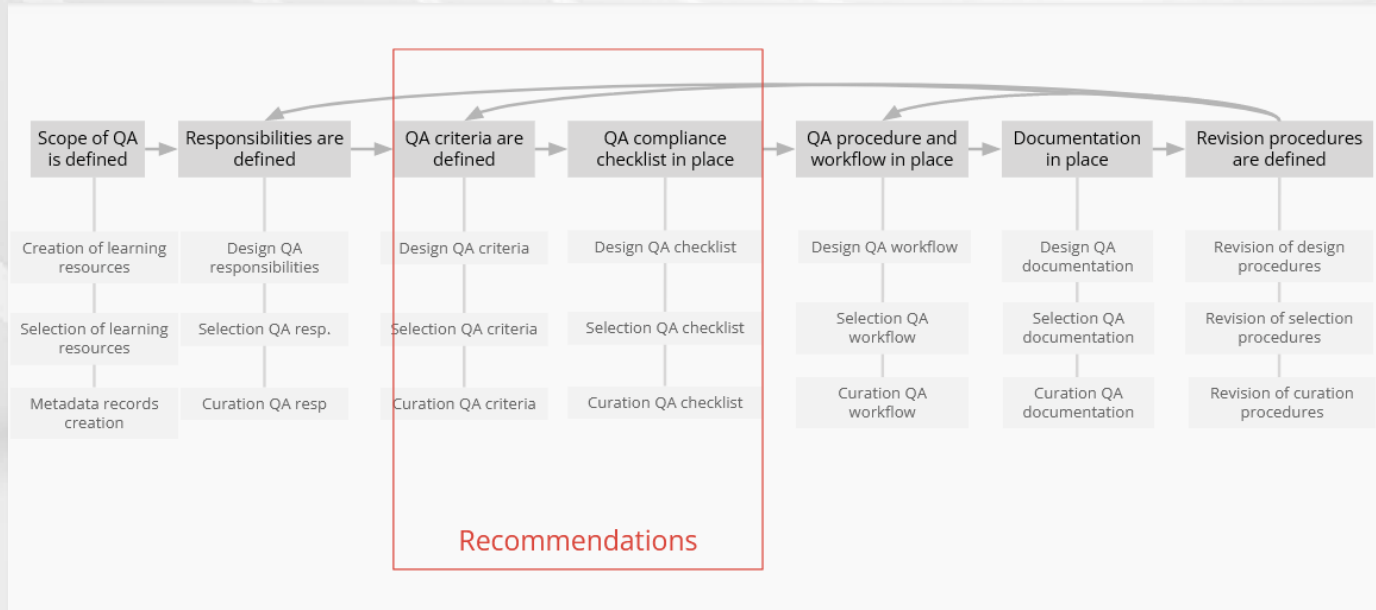 Scope of QA
is defined
Responsibilities are
defined
QA criteria are
defined
QA compliance
checklist in place
QA procedure and
workflow in place
Documentation
in place
Revision procedures
are defined
Creation of learning
resources
Design QA
responsibilities
Design QA criteria
Design QA checklist
Design QA workflow
Design QA
documentation
Revision of design
procedures
Selection of learning
resources
Selection QA resp.
Selection QA criteria
Selection QA checklist
Selection QA
workflow
Selection QA
documentation
Revision of selection
procedures
Metadata records
creation
Curation QA resp
Curation QA criteria
Curation QA checklist
Curation QA
workflow
Curation QA
documentation
Revision of curation
procedures
Recommendations